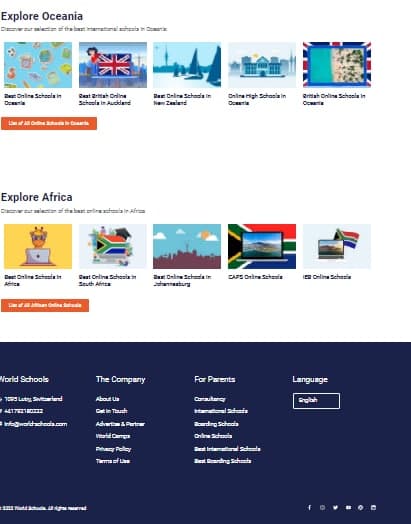 Explore Oceania
Discover our selection of the best international schools in Oceania
Best Online Schools in
Oceania
Best British Online
Schools in Auckland
Best Online Schools in
New Zealand
Online High Schools in
Oceania
British Online Schools in
Oceania
List of All Online Schools in Oceania
Explore Africa
Discover our selection of the best online schools in Africa
Best Online Schools in
Africa
Best Online Schools in
South Africa
Best Online Schools in
Johannesburg
CAPS Online Schools
IEB Online Schools
List of All African Online Schools
World Schools
1095 Lutry, Switzerland
info@world-schools.com
The Company
About Us
Get in Touch
Advertise & Partner
World Camps
Privacy Policy
Terms of Use
For Parents
Consultancy
International Schools
Boarding Schools
Online Schools
Best International Schools
Best Boarding Schools
Language
English
World Schools. All rights reserved